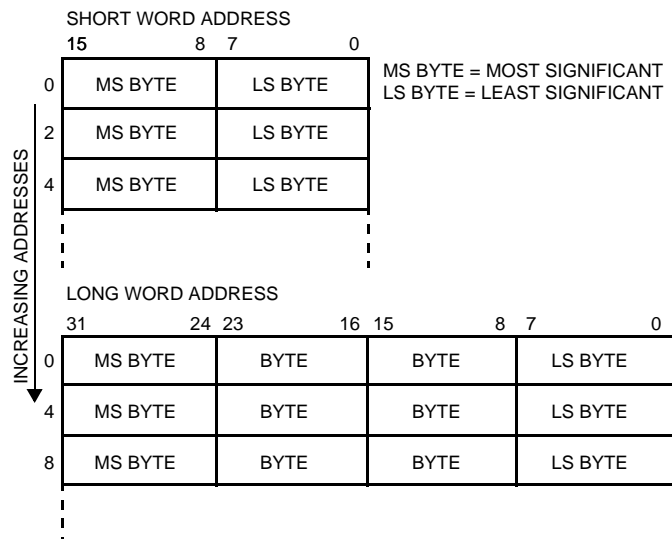 SHORT WORD ADDRESS
15 8 7 0
MS BYTE = MOST SIGNIFICANT
LS BYTE = LEAST SIGNIFICANT
0 MS BYTE LS BYTE
2 MS BYTE LS BYTE
4 MS BYTE LS BYTE
INCREASING ADDRESSES
LONG WORD ADDRESS
31 24 23 16 15 8 7 0
0 MS BYTE BYTE BYTE LS BYTE
4 MS BYTE BYTE BYTE LS BYTE
8 MS BYTE BYTE BYTE LS BYTE